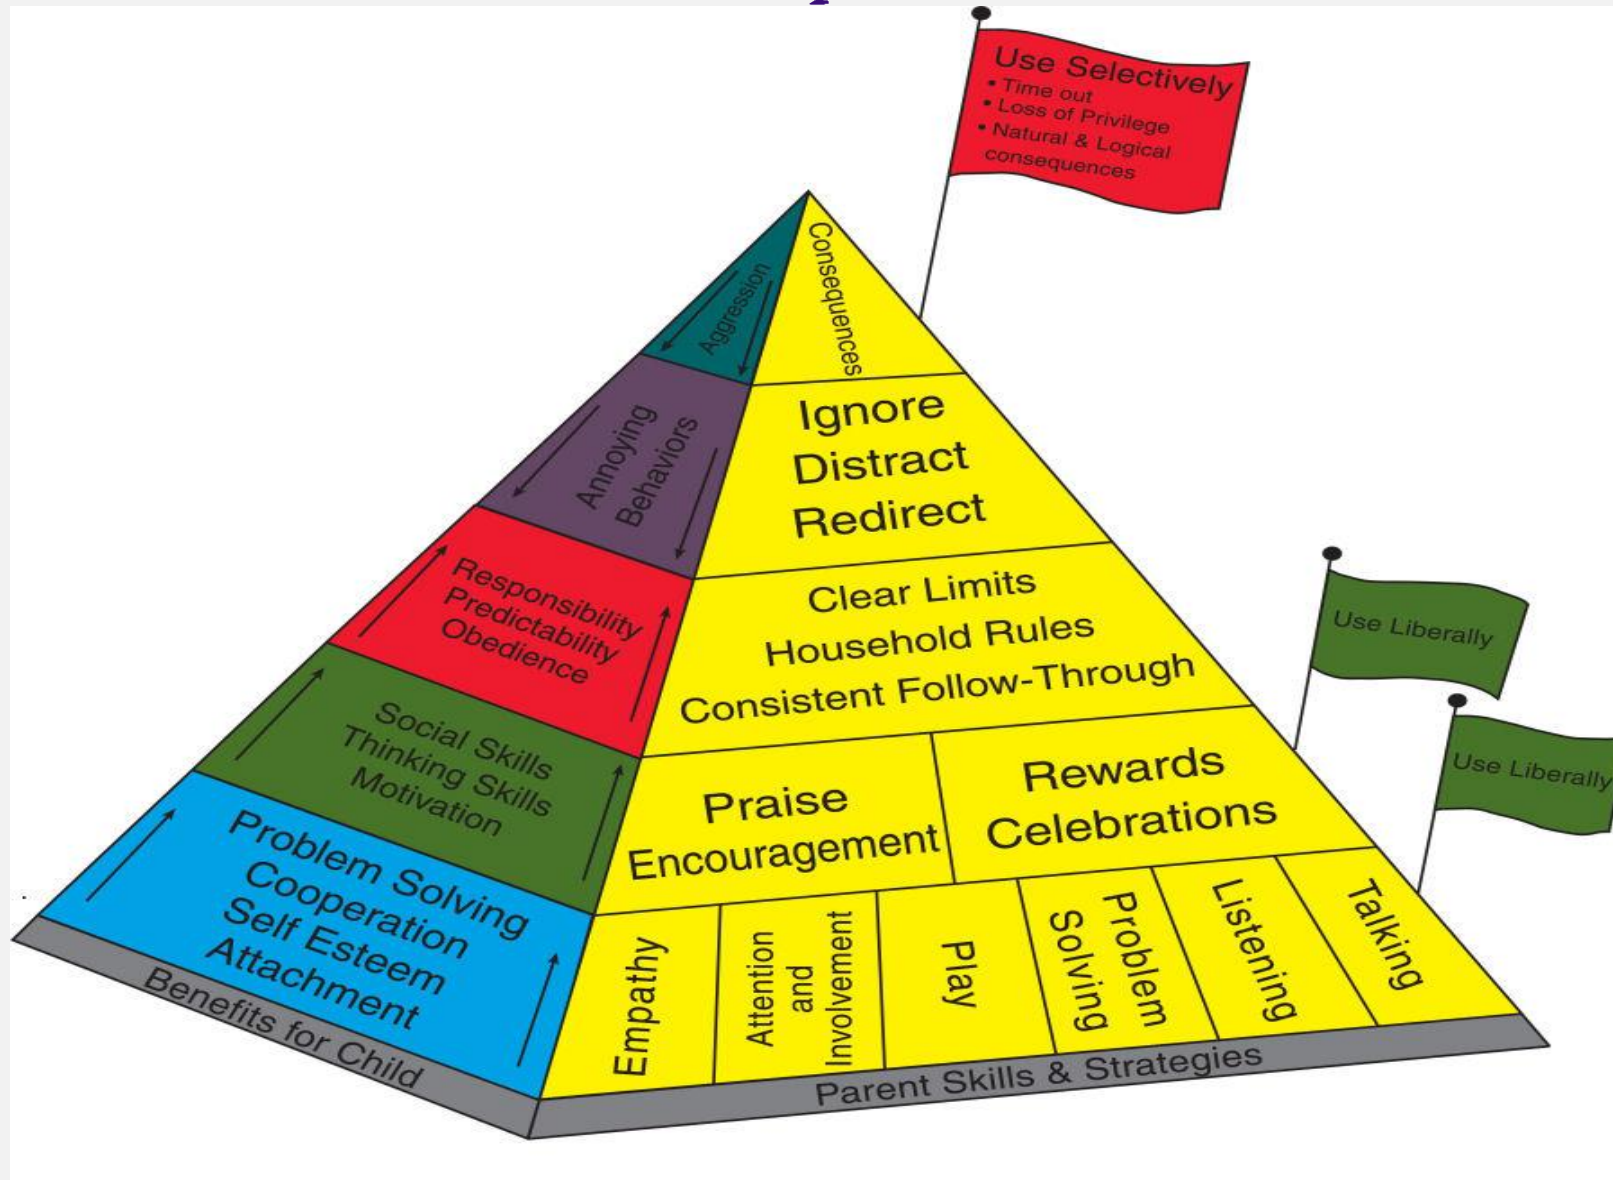 Use Selectively
• Time out
• Loss of Privilege
• Natural & Logical
consequences
Aggression
Consequences
Annoying
Behaviors
Ignore
Distract
Redirect
Responsibility
Predictability
Obedience
Clear Limits
Household Rules
Consistent Follow-Through
Use Liberally
Social Skills
Thinking Skills
Motivation
Praise
Encouragement
Rewards
Celebrations
Use Liberally
Problem Solving
Cooperation
Self Esteem
Attachment
Empathy
Attention
and
Involvement
Play
Problem
Solving
Listening
Talking
Benefits for Child
Parent Skills & Strategies